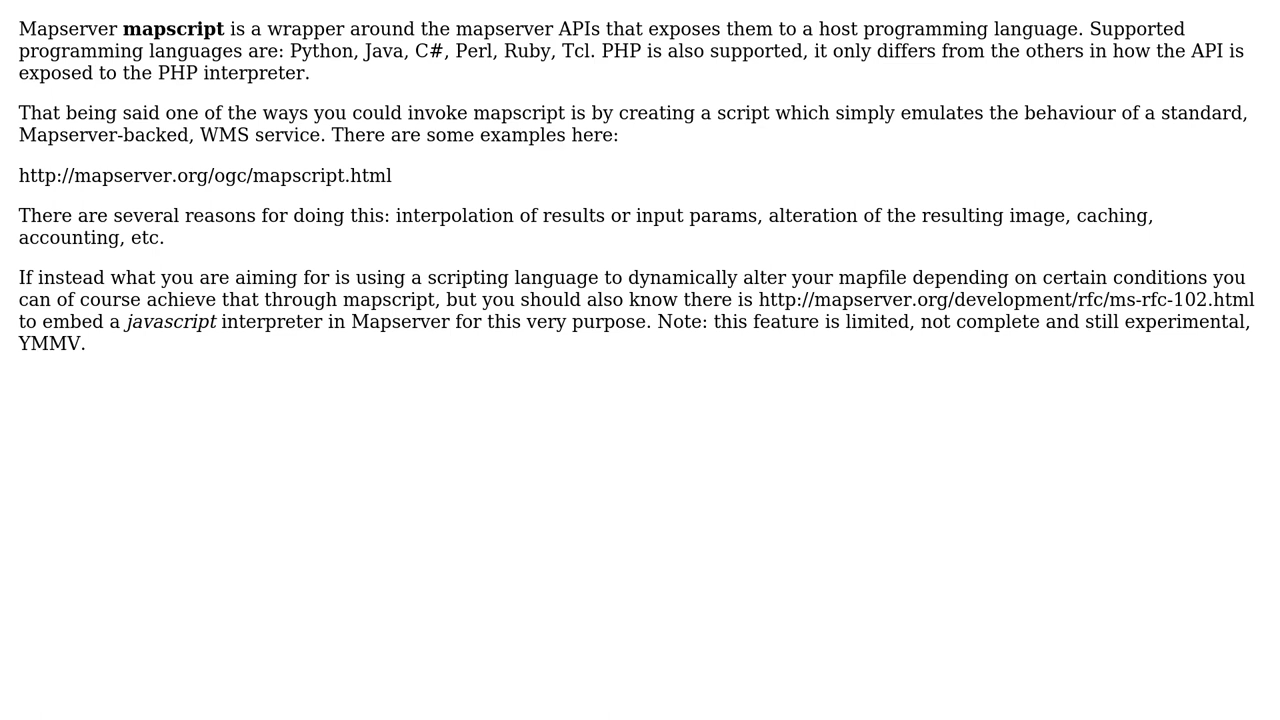 Mapserver mapscript is a wrapper around the mapserver APIs that exposes them to a host programming language. Supported
programming languages are: Python, Java, C#, Perl, Ruby, Tcl. PHP is also supported, it only differs from the others in how the API is
exposed to the PHP interpreter.
That being said one of the ways you could invoke mapscript is by creating a script which simply emulates the behaviour of a standard,
Mapserver-backed, WMS service. There are some examples here:
http://mapserver.org/ogc/mapscript.html
There are several reasons for doing this: interpolation of results or input params, alteration of the resulting image, caching,
accounting, etc.
If instead what you are aiming for is using a scripting language to dynamically alter your mapfile depending on certain conditions you
can of course achieve that through mapscript, but you should also know there is http://mapserver.org/development/rfc/ms-rfc-102.html
to embed a javascript interpreter in Mapserver for this very purpose. Note: this feature is limited, not complete and still experimental,
YMMV.